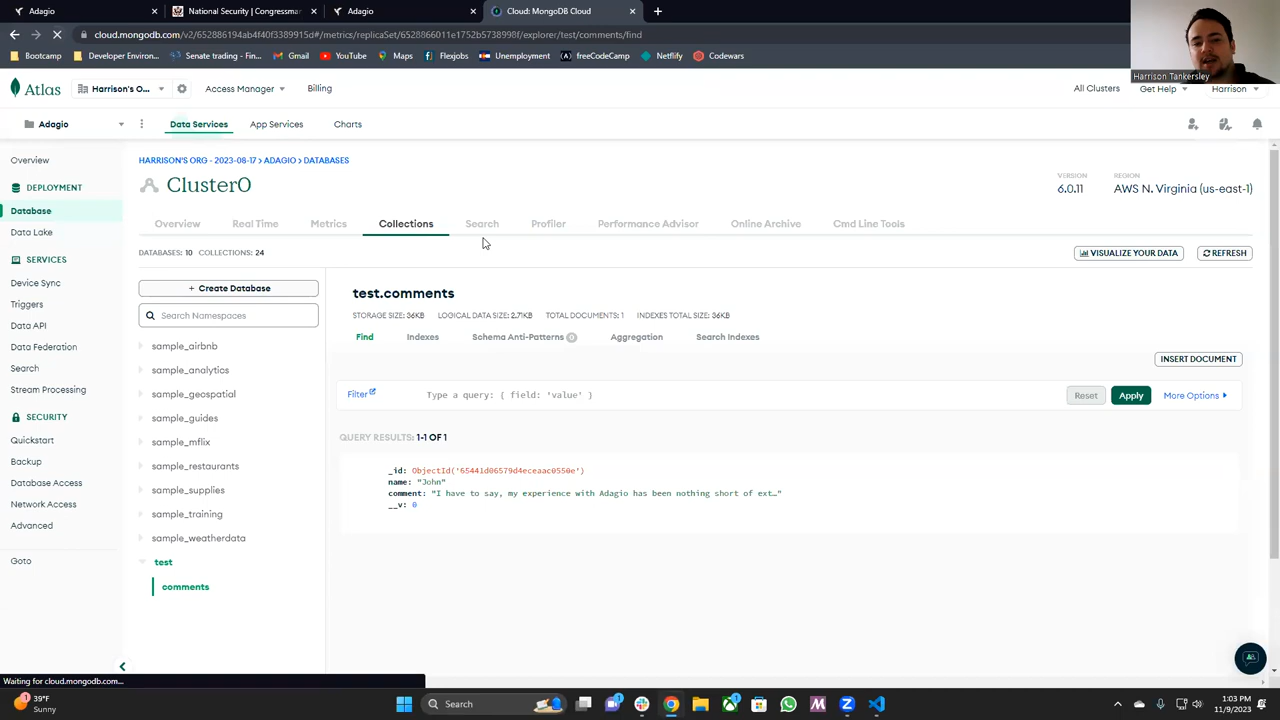 Adagio
National Security | Congressma
Adagio
Cloud: MongoDB Cloud
cloud.mongodb.com/v2/652886194ab4f40f3389915d#/metrics/replicaSet/6528866011e1752b5738998f/explorer/test/comments/find
Bootcamp
Developer Environ...
Senate trading - Fin...
Gmail
YouTube
Maps
Flexjobs
Unemployment
freeCodeCamp
Netflify
Codewars
Harrison Tankersley
Atlas
Harrison's O...
Access Manager
Billing
All Clusters
Get Help
Harrison
Adagio
Data Services
App Services
Charts
Overview
DEPLOYMENT
Database
Data Lake
SERVICES
Device Sync
Triggers
Data API
Data Federation
Search
Stream Processing
SECURITY
Quickstart
Backup
Database Access
Network Access
Advanced
Goto
HARRISON'S ORG - 2023-08-17 > ADAGIO > DATABASES
Cluster0
VERSION
6.0.11
REGION
AWS N. Virginia (us-east-1)
Overview
Real Time
Metrics
Collections
Search
Profiler
Performance Advisor
Online Archive
Cmd Line Tools
DATABASES: 10 COLLECTIONS: 24
VISUALIZE YOUR DATA
REFRESH
+ Create Database
Search Namespaces
sample_airbnb
sample_analytics
sample_geospatial
sample_guides
sample_mflix
sample_restaurants
sample_supplies
sample_training
sample_weatherdata
test
comments
test.comments
STORAGE SIZE: 36KB LOGICAL DATA SIZE: 2.71KB TOTAL DOCUMENTS: 1 INDEXES TOTAL SIZE: 36KB
Find
Indexes
Schema Anti-Patterns 0
Aggregation
Search Indexes
INSERT DOCUMENT
Filter
Type a query: { field: 'value' }
Reset
Apply
More Options
QUERY RESULTS: 1-1 OF 1
_id: ObjectId('65441d06579d4eceaac0550e')
name: "John"
comment: "I have to say, my experience with Adagio has been nothing short of ext..."
__v: 0
Waiting for cloud.mongodb.com...
39°F
Sunny
Search
1:03 PM
11/9/2023